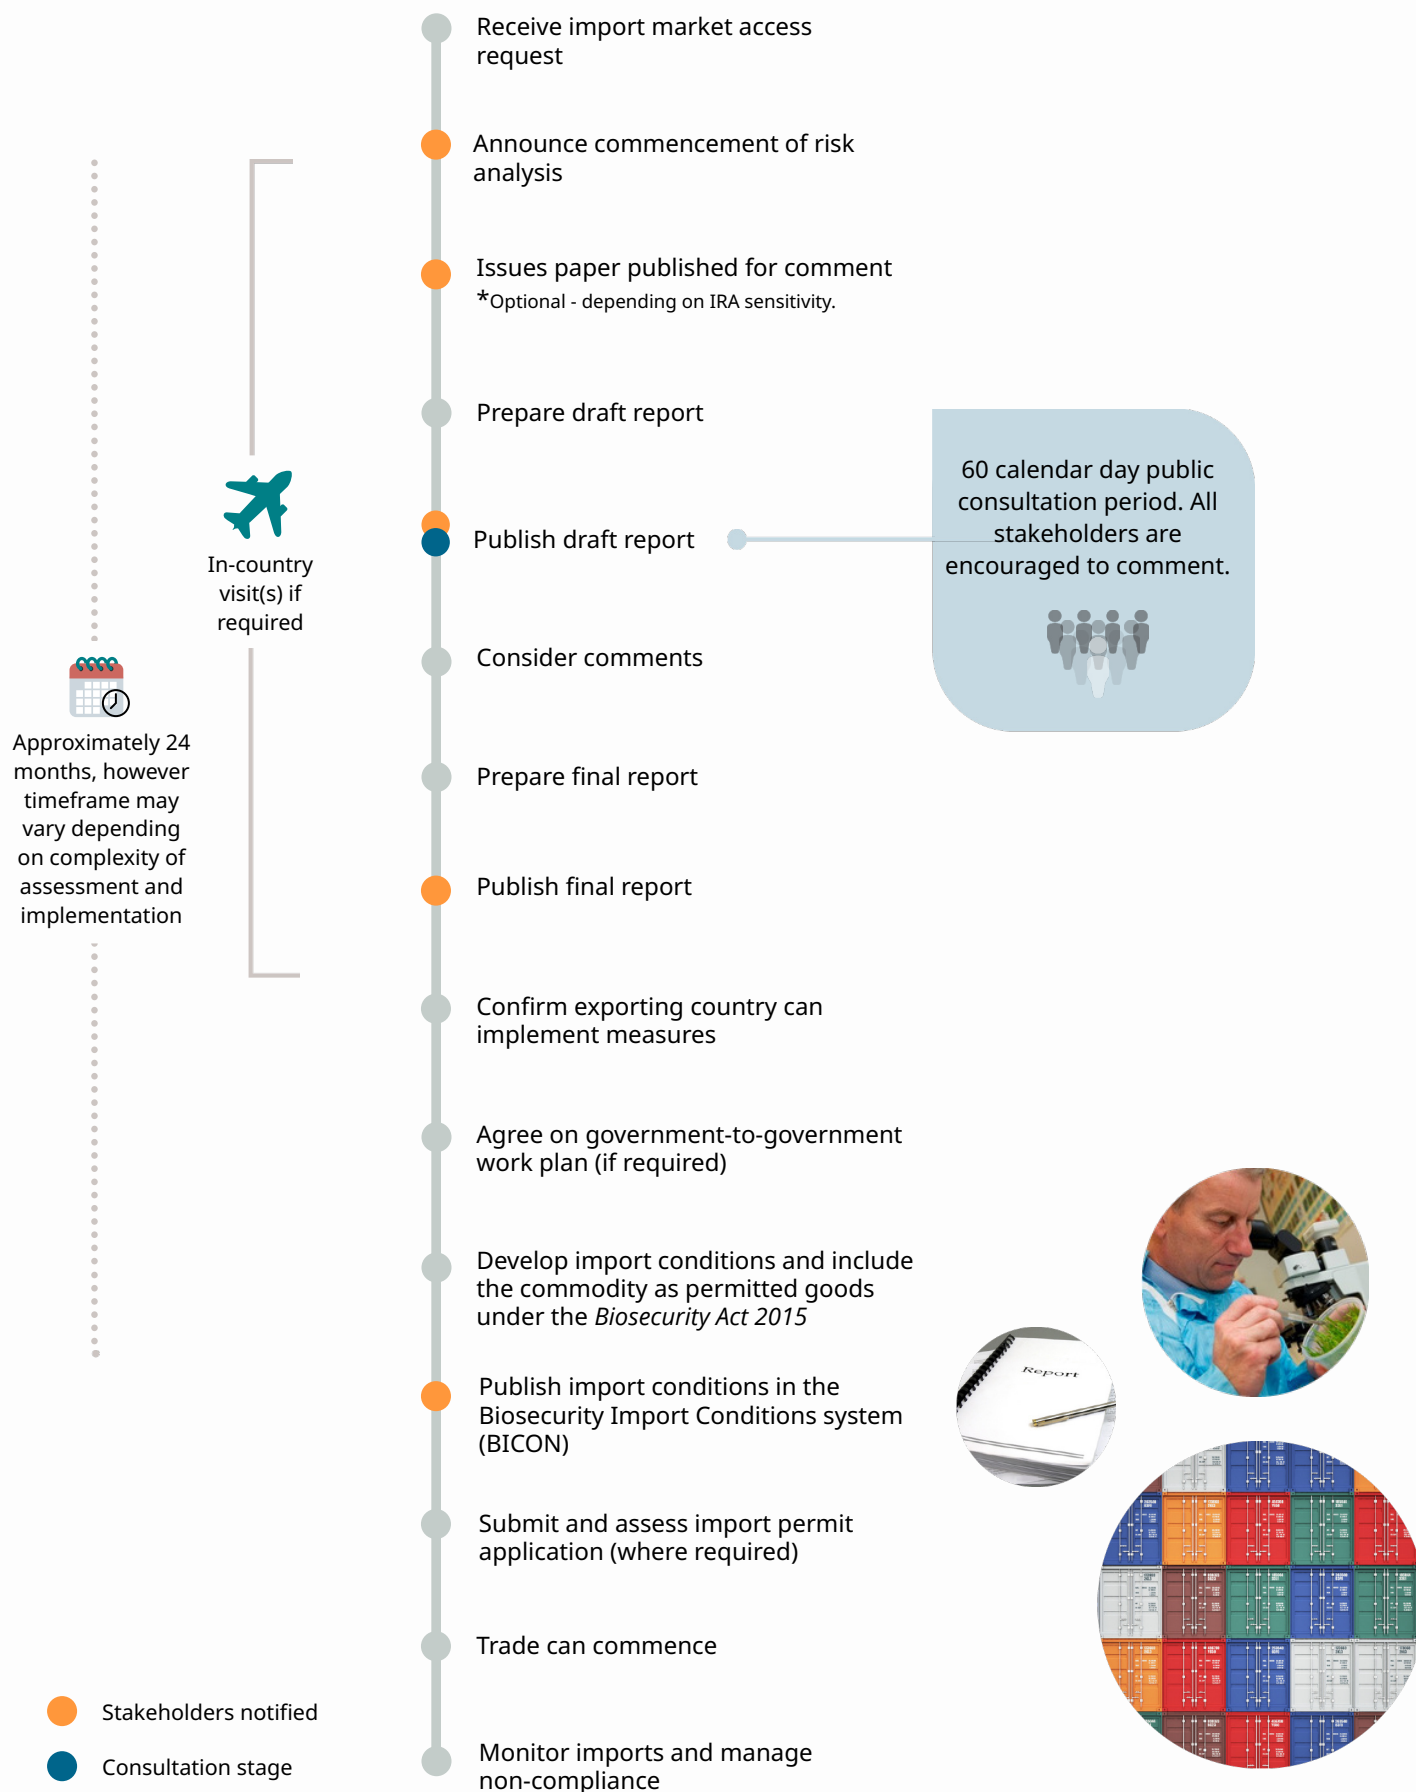 Receive import market access
request
Announce commencement of risk
analysis
Issues paper published for comment
*Optional - depending on IRA sensitivity.
Prepare draft report
Publish draft report
60 calendar day public
consultation period. All
stakeholders are
encouraged to comment.
In-country
visit(s) if
required
Consider comments
Approximately 24
months, however
timeframe may
vary depending
on complexity of
assessment and
implementation
Prepare final report
Publish final report
Confirm exporting country can
implement measures
Agree on government-to-government
work plan (if required)
Develop import conditions and include
the commodity as permitted goods
under the Biosecurity Act 2015
Report
Publish import conditions in the
Biosecurity Import Conditions system
(BICON)
Submit and assess import permit
application (where required)
Trade can commence
Stakeholders notified
Consultation stage
Monitor imports and manage
non-compliance